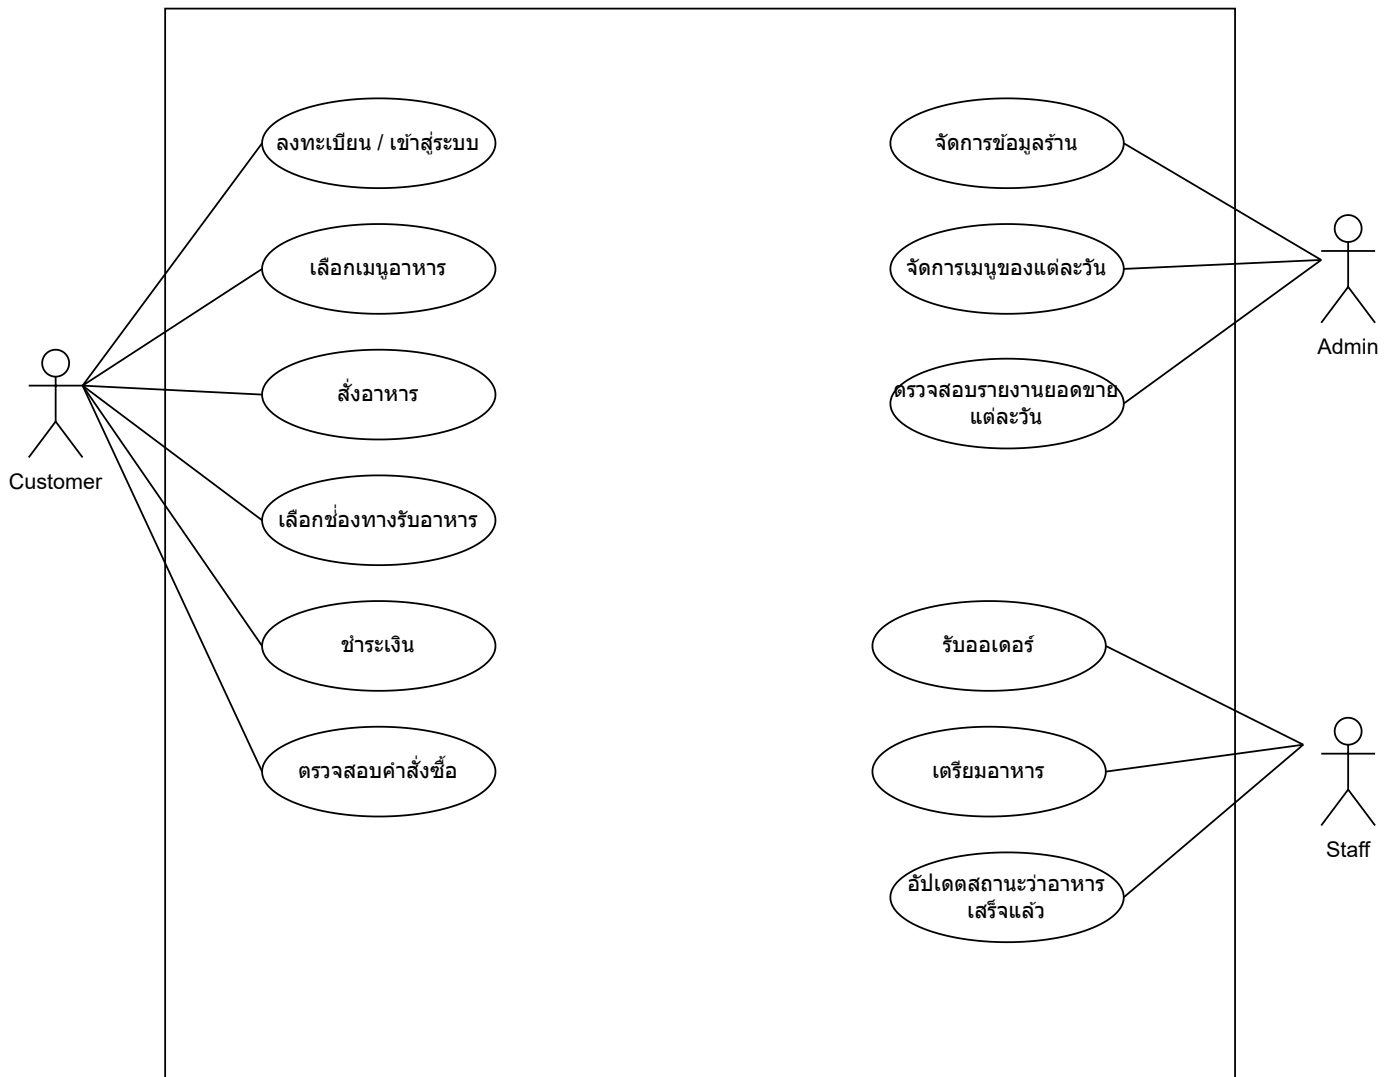 ลงทะเบียน / เข้าสู่ระบบ
เลือกเมนูอาหาร
สั่งอาหาร
Customer
เลือกช่่องทางรับอาหาร
ชำระเงิน
ตรวจสอบคำสั่งซื้อ
จัดการข้อมูลร้าน
จัดการเมนูของแต่ละวัน
ตรวจสอบรายงานยอดขาย
แต่ละวัน
Admin
รับออเดอร์
เตรียมอาหาร
อัปเดตสถานะว่าอาหาร
เสร็จแล้ว
Staff